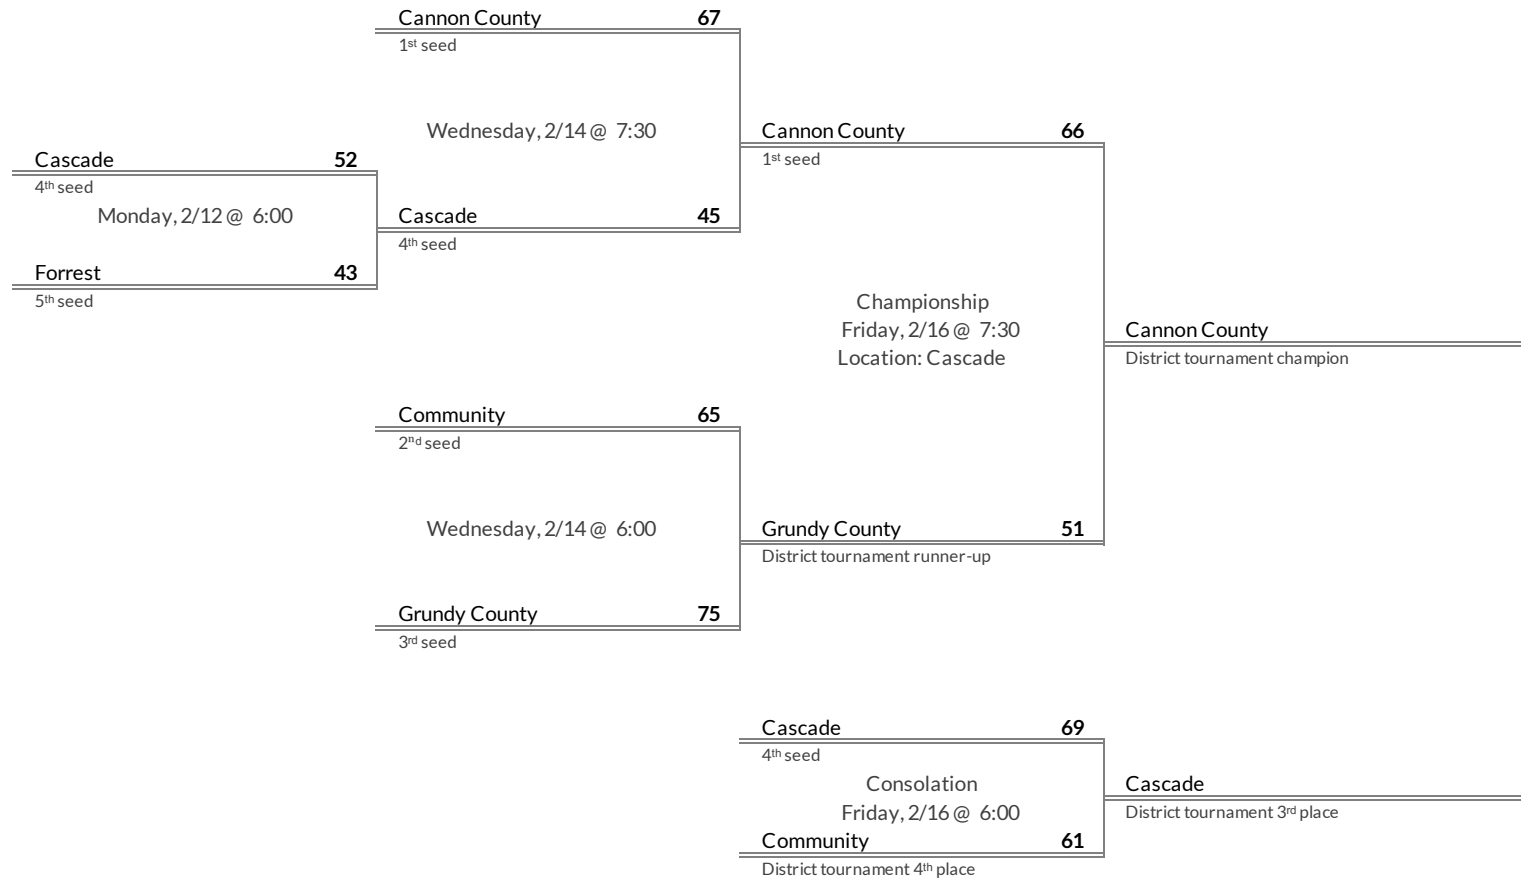 Cannon County 67
1st seed
Wednesday, 2/14 @ 7:30
Cannon County 66
1st seed
Cascade 52
4th seed
Monday, 2/12 @ 6:00
Cascade 45
4th seed
Forrest 43
5th seed
Championship
Friday, 2/16 @ 7:30
Location: Cascade
Cannon County
District tournament champion
Community 65
2nd seed
Wednesday, 2/14 @ 6:00
Grundy County 51
District tournament runner-up
Grundy County 75
3rd seed
Cascade 69
4th seed
Consolation
Friday, 2/16 @ 6:00
Cascade
District tournament 3rd place
Community 61
District tournament 4th place